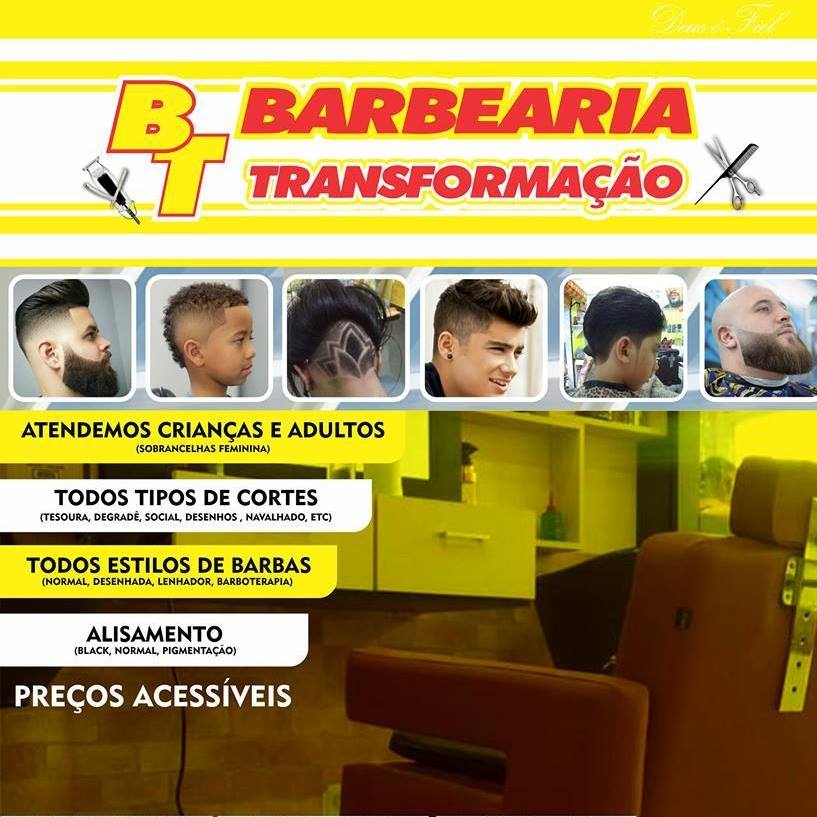 Deus é Fiel
BT
BARBEARIA
TRANSFORMAÇÃO
ATENDEMOS CRIANÇAS E ADULTOS
(SOBRANCELHAS FEMININA)
TODOS TIPOS DE CORTES
(TESOURA, DEGRADÊ, SOCIAL, DESENHOS , NAVALHADO, ETC)
TODOS ESTILOS DE BARBAS
(NORMAL, DESENHADA, LENHADOR, BARBOTERAPIA)
ALISAMENTO
(BLACK, NORMAL, PIGMENTAÇÃO)
PREÇOS ACESSÍVEIS